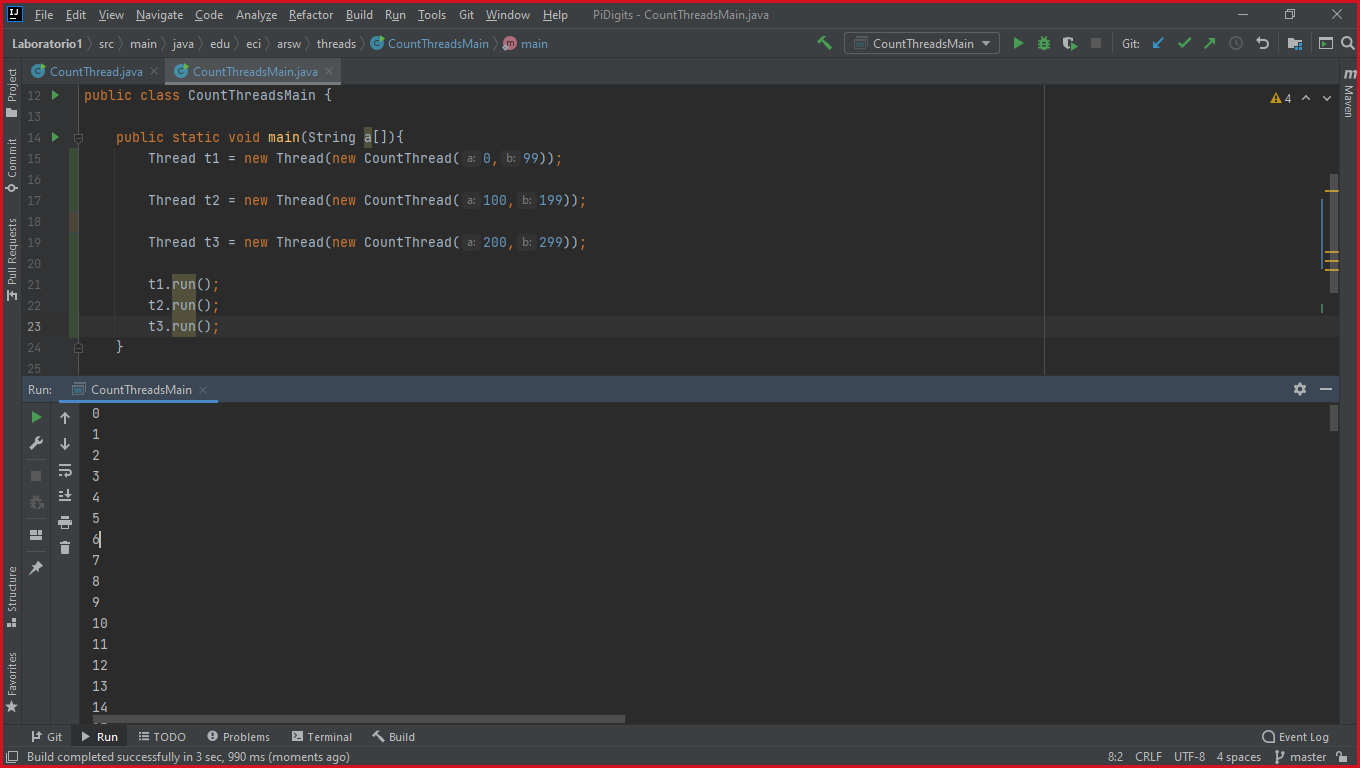 IJ File Edit View Navigate Code Analyze Refactor Build Run Tools Git Window Help PiDigits - CountThreadsMain.java
Laboratorio1 src main java edu eci arsw threads CountThreadsMain main CountThreadsMain Git:
Project
Commit
Pull Requests
Structure
Favorites
CountThread.java CountThreadsMain.java
Maven
4
12 public class CountThreadsMain {
13
14 public static void main(String a[]){
15 Thread t1 = new Thread(new CountThread( a: 0, b: 99));
16
17 Thread t2 = new Thread(new CountThread( a: 100, b: 199));
18
19 Thread t3 = new Thread(new CountThread( a: 200, b: 299));
20
21 t1.run();
22 t2.run();
23 t3.run();
24 }
25
Run: CountThreadsMain
0
1
2
3
4
5
6
7
8
9
10
11
12
13
14
Git Run TODO Problems Terminal Build Event Log
Build completed successfully in 3 sec, 990 ms (moments ago) 8:2 CRLF UTF-8 4 spaces master